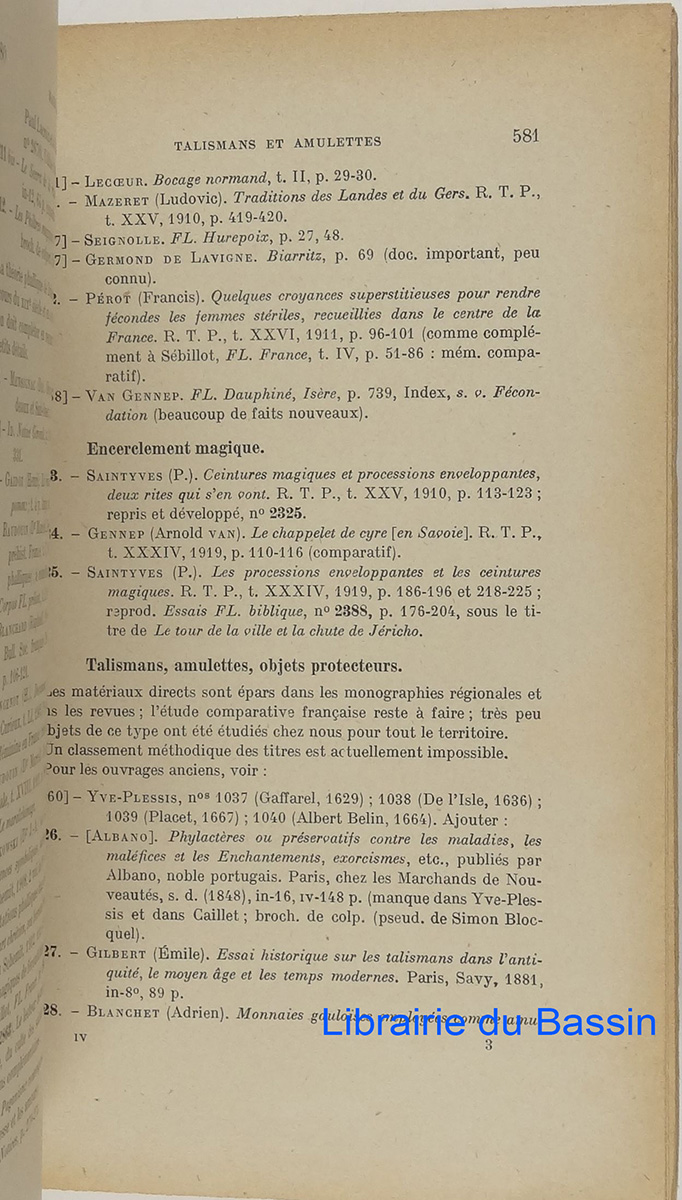 TALISMANS ET AMULETTES 581
1] – LECŒUR. Bocage normand, t. II, p. 29-30.
. – MAZERET (Ludovic). Traditions des Landes et du Gers. R. T. P.,
t. XXV, 1910, p. 419-420.
7] – SEIGNOLLE. FL. Hurepoix, p. 27, 48.
7] – GERMOND DE LAVIGNE. Biarritz, p. 69 (doc. important, peu
connu).
. – PÉROT (Francis). Quelques croyances superstitieuses pour rendre
fécondes les femmes stériles, recueillies dans le centre de la
France. R. T. P., t. XXVI, 1911, p. 96-101 (comme complé-
ment à Sébillot, FL. France, t. IV, p. 51-86 : mém. compa-
ratif).
8] – VAN GENNEP. FL. Dauphiné, Isère, p. 739, Index, s. v. Fécon-
dation (beaucoup de faits nouveaux).
Encerclement magique.
3. – SAINTYVES (P.). Ceintures magiques et processions enveloppantes,
deux rites qui s'en vont. R. T. P., t. XXV, 1910, p. 113-123 ;
repris et développé, nº 2325.
4. – GENNEP (Arnold VAN). Le chappelet de cyre [en Savoie]. R. T. P.,
t. XXXIV, 1919, p. 110-116 (comparatif).
5. – SAINTYVES (P.). Les processions enveloppantes et les ceintures
magiques. R. T. P., t. XXXIV, 1919, p. 186-196 et 218-225 ;
reprod. Essais FL. biblique, nº 2388, p. 176-204, sous le ti-
tre de Le tour de la ville et la chute de Jéricho.
Talismans, amulettes, objets protecteurs.
es matériaux directs sont épars dans les monographies régionales et
s les revues ; l'étude comparative française reste à faire ; très peu
bjets de ce type ont été étudiés chez nous pour tout le territoire.
Un classement méthodique des titres est actuellement impossible.
Pour les ouvrages anciens, voir :
60] – YVE-PLESSIS, nºs 1037 (Gaffarel, 1629) ; 1038 (De l'Isle, 1636) ;
1039 (Placet, 1667) ; 1040 (Albert Belin, 1664). Ajouter :
26. – [ALBANO]. Phylactères ou préservatifs contre les maladies, les
maléfices et les Enchantements, exorcismes, etc., publiés par
Albano, noble portugais. Paris, chez les Marchands de Nou-
veautés, s. d. (1848), in-16, IV-148 p. (manque dans Yve-Ples-
sis et dans Caillet ; broch. de colp. (pseud. de Simon Bloc-
quel).
27. – GILBERT (Émile). Essai historique sur les talismans dans l'anti-
quité, le moyen âge et les temps modernes. Paris, Savy, 1881,
in-8º, 89 p.
28. – BLANCHET (Adrien). Monnaies gauloises employées comme amu
Librairie du Bassin
IV 3